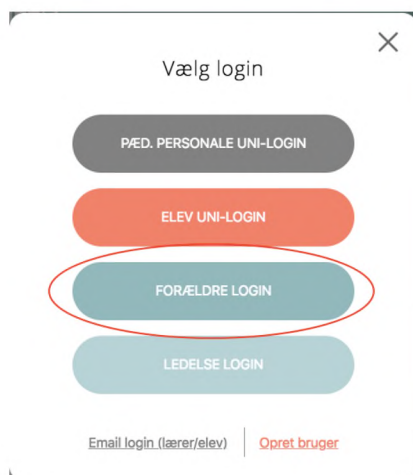 Vælg login
PÆD. PERSONALE UNI-LOGIN
ELEV UNI-LOGIN
FORÆLDRE LOGIN
LEDELSE LOGIN
Email login (lærer/elev) Opret bruger